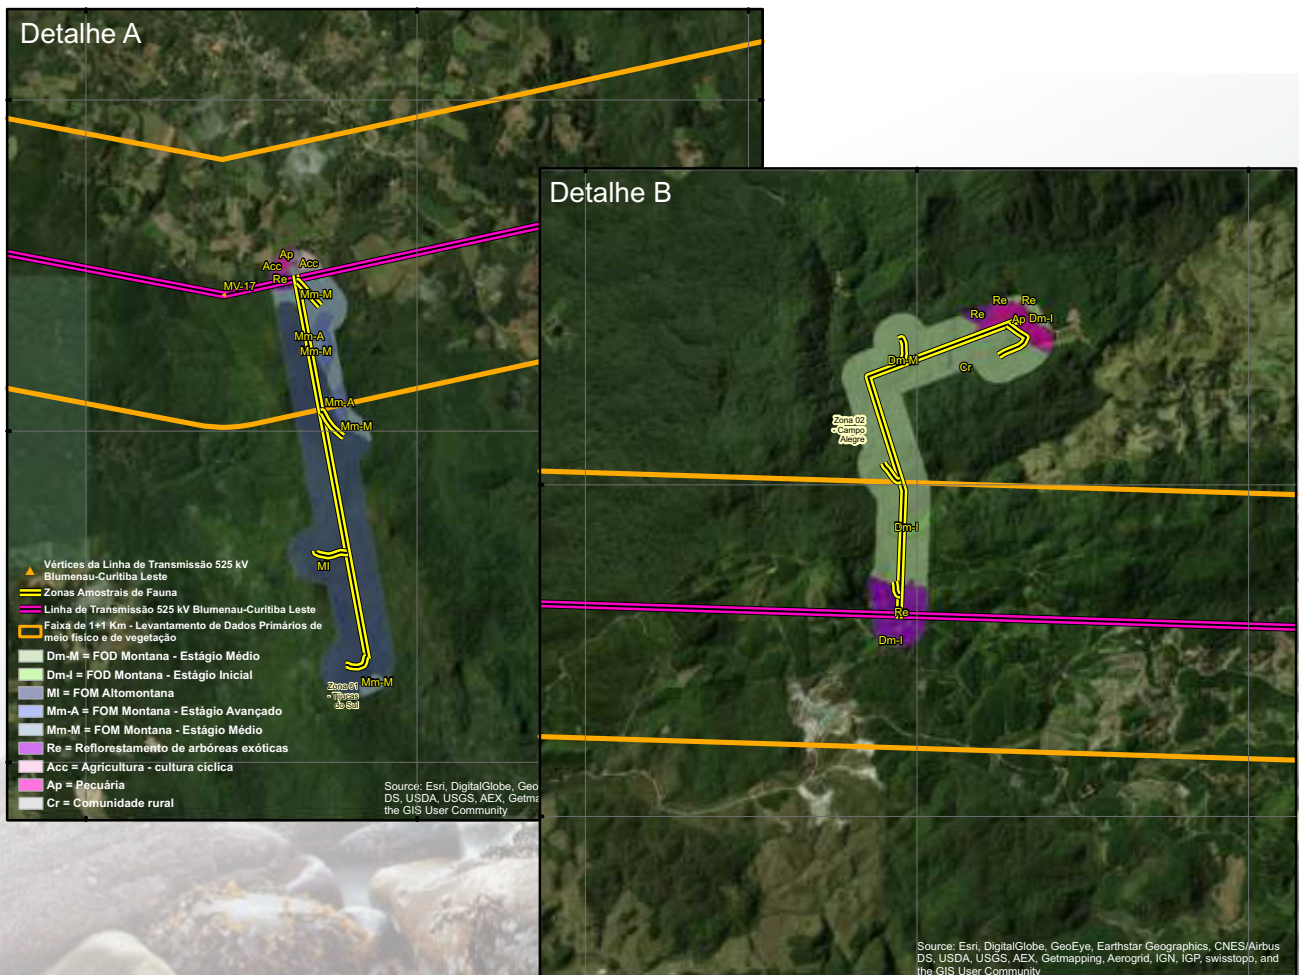 Detalhe A
Ap
Acc
Acc
Re
MV-17
Mm-M
Mm-A
Mm-M
Mm-A
Mm-M
Ml
Mm-M
Zona 01
- Tijucas
do Sul
Vértices da Linha de Transmissão 525 kV
Blumenau-Curitiba Leste
Zonas Amostrais de Fauna
Linha de Transmissão 525 kV Blumenau-Curitiba Leste
Faixa de 1+1 Km - Levantamento de Dados Primários de
meio físico e de vegetação
Dm-M = FOD Montana - Estágio Médio
Dm-I = FOD Montana - Estágio Inicial
Ml = FOM Altomontana
Mm-A = FOM Montana - Estágio Avançado
Mm-M = FOM Montana - Estágio Médio
Re = Reflorestamento de arbóreas exóticas
Acc = Agricultura - cultura cíclica
Ap = Pecuária
Cr = Comunidade rural
Source: Esri, DigitalGlobe, Geo
DS, USDA, USGS, AEX, Getma
the GIS User Community
Detalhe B
Re
Re
Re
Ap
Dm-I
Dm-M
Cr
Zona 02
- Campo
Alegre
Dm-I
Re
Dm-I
Source: Esri, DigitalGlobe, GeoEye, Earthstar Geographics, CNES/Airbus
DS, USDA, USGS, AEX, Getmapping, Aerogrid, IGN, IGP, swisstopo, and
the GIS User Community